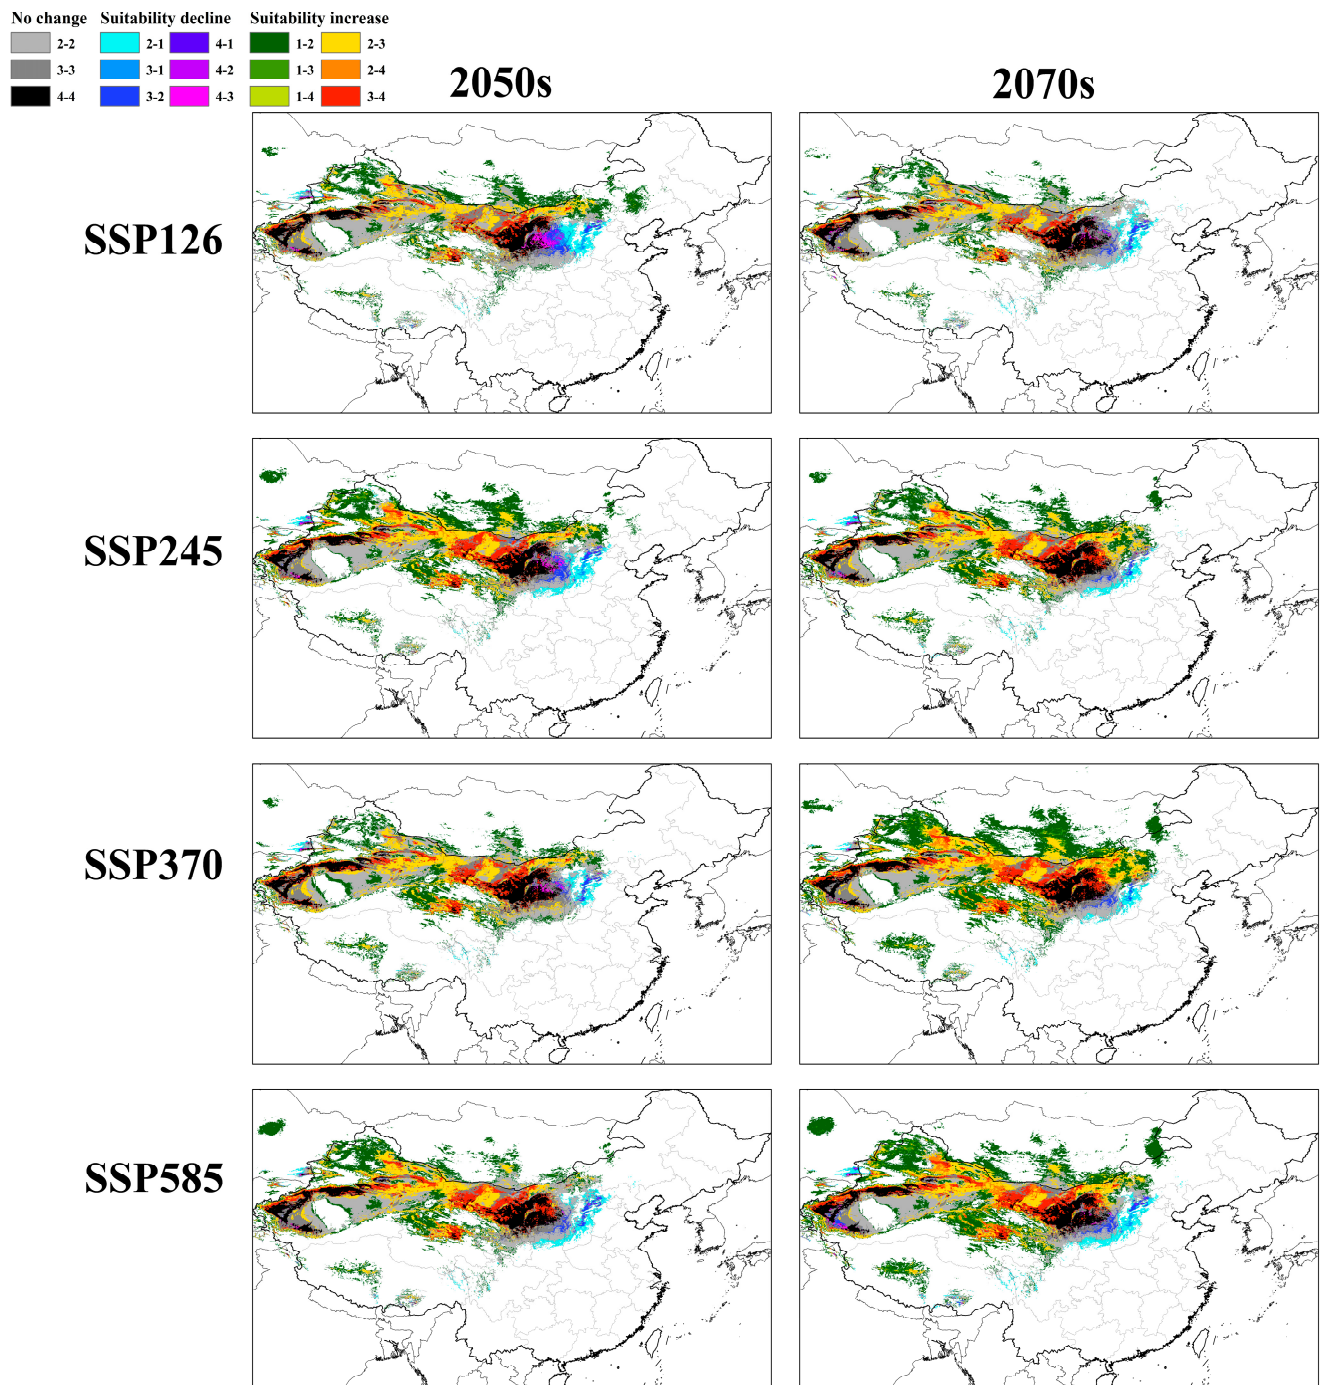 No change Suitability decline Suitability increase
2-2 2-1 4-1 1-2 2-3
3-3 3-1 4-2 1-3 2-4
4-4 3-2 4-3 1-4 3-4
2050s 2070s
SSP126
SSP245
SSP370
SSP585